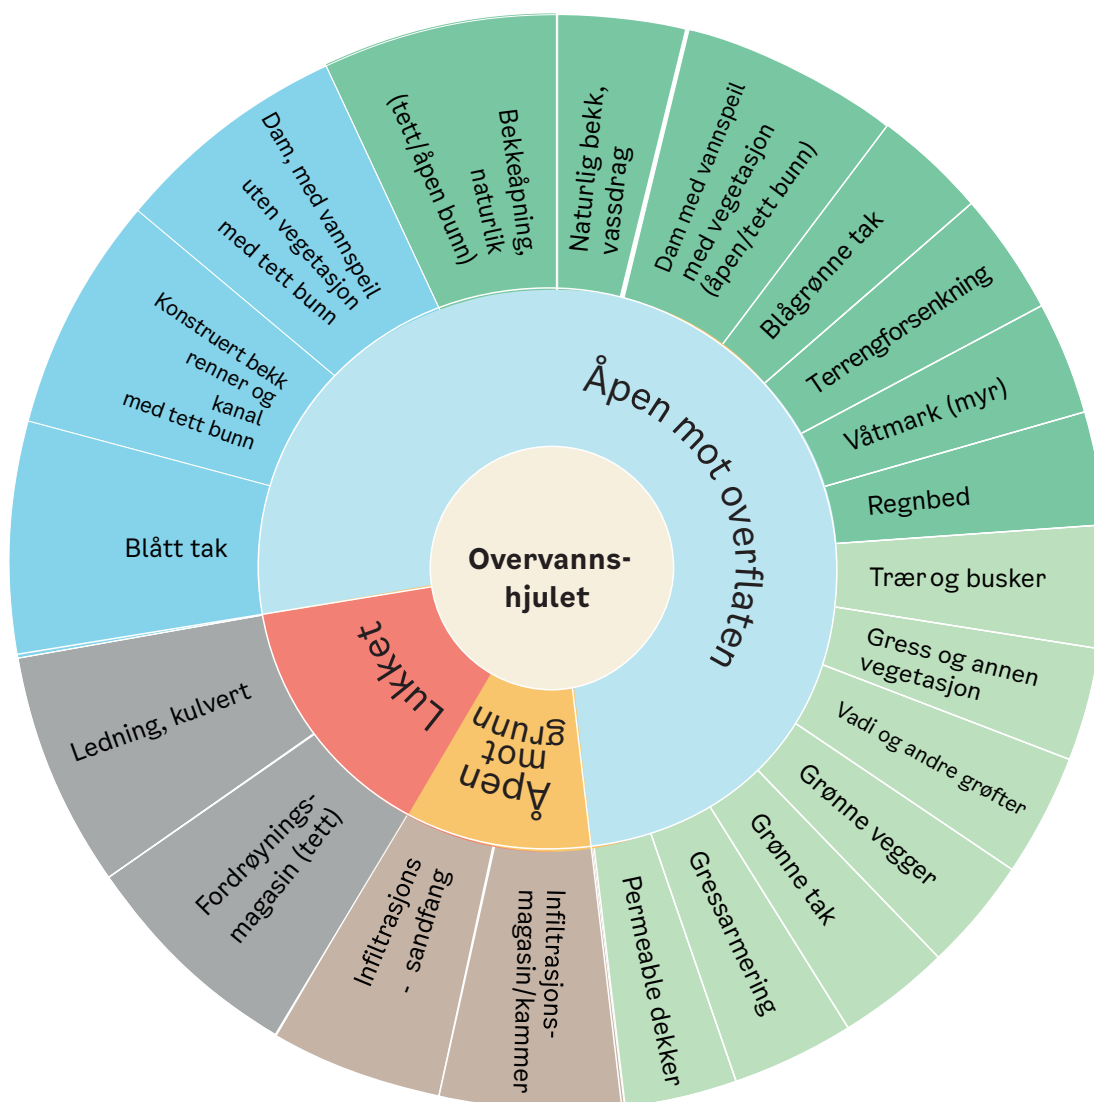 Overvanns-
hjulet
Åpen mot overflaten
Åpen
mot
grunn
Lukket
Bekkeåpning,
naturlik
(tett/åpen bunn)
Naturlig bekk,
vassdrag
Dam med vannspeil
med vegetasjon
(åpen/tett bunn)
Blågrønne tak
Terrengforsenkning
Våtmark (myr)
Regnbed
Trær og busker
Gress og annen
vegetasjon
Vadi og andre grøfter
Grønne vegger
Grønne tak
Gressarmering
Permeable dekker
Infiltrasjons-
magasin/kammer
Infiltrasjons
- sandfang
Fordrøynings-
magasin (tett)
Ledning, kulvert
Blått tak
Konstruert bekk
renner og
kanal
med tett bunn
Dam, med vannspeil
uten vegetasjon
med tett bunn